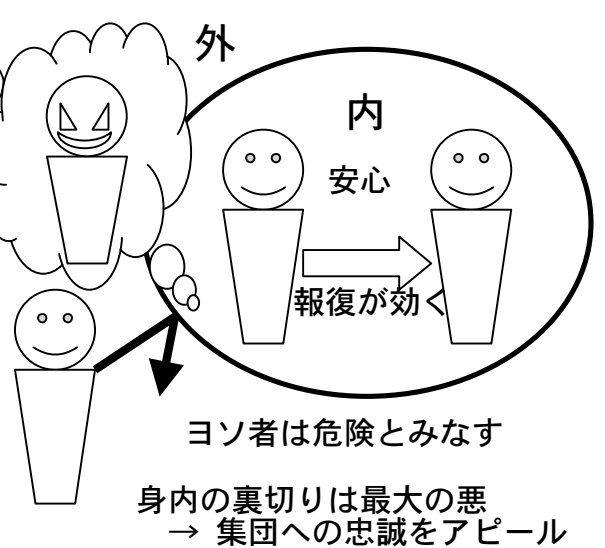 外
内
安心
報復が効く
ヨソ者は危険とみなす
身内の裏切りは最大の悪
→ 集団への忠誠をアピール